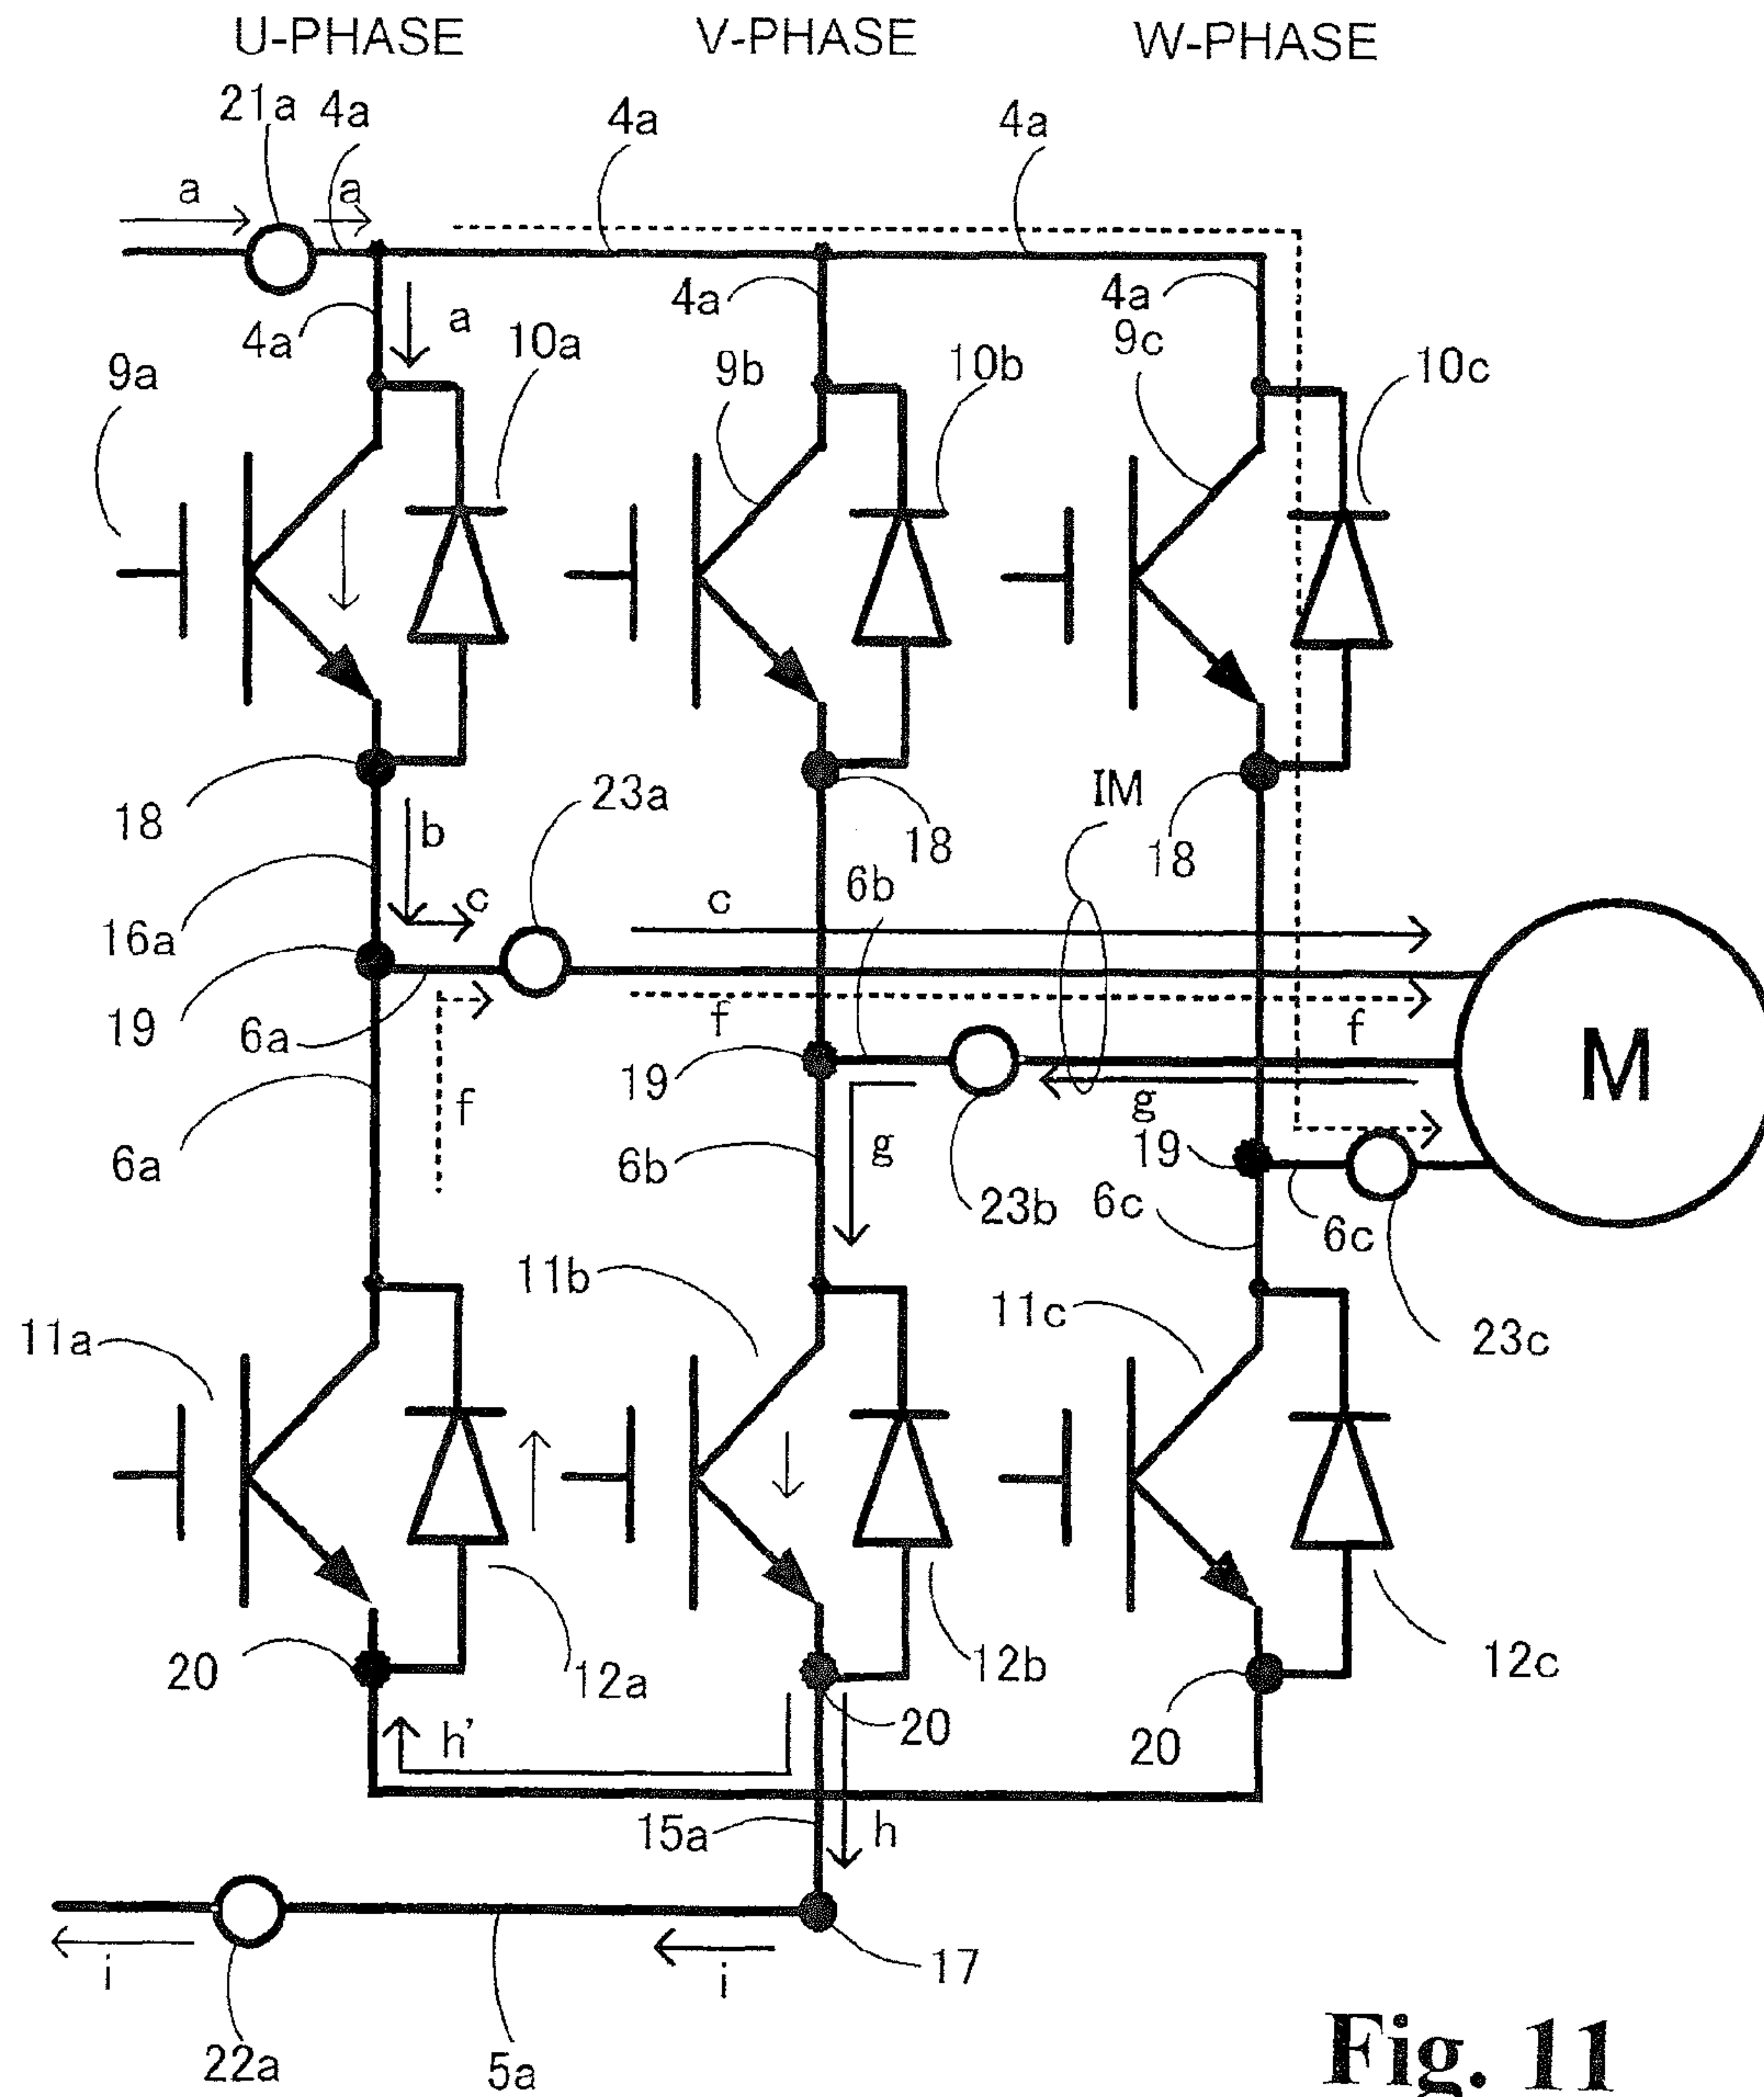 U-PHASE V-PHASE W-PHASE
21a 4a 4a 4a
a a
4a a 10a 4a 4a
9a 9b 10b 9c 10c
18 b 23a 18 IM 18
16a c 6b c
19 6a f f
6a f 19 g g 19
6b 23b 6c 6c
11a 11b 11c 23c
20 12a 12b 12c
h' 20 20
15a h
i i 17
22a 5a
Fig. 11